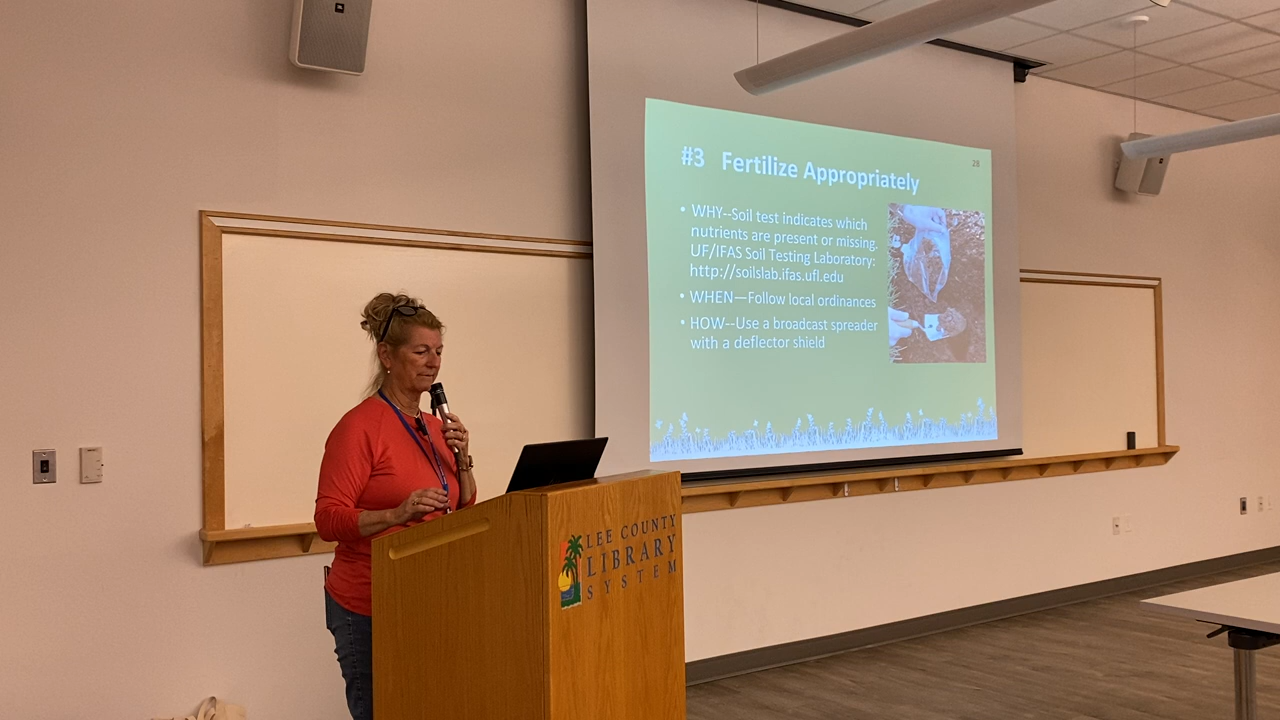 #3 Fertilize Appropriately
28
• WHY--Soil test indicates which
nutrients are present or missing.
UF/IFAS Soil Testing Laboratory:
http://soilslab.ifas.ufl.edu
• WHEN—Follow local ordinances
• HOW--Use a broadcast spreader
with a deflector shield
LEE COUNTY
LIBRARY
SYSTEM
JBL